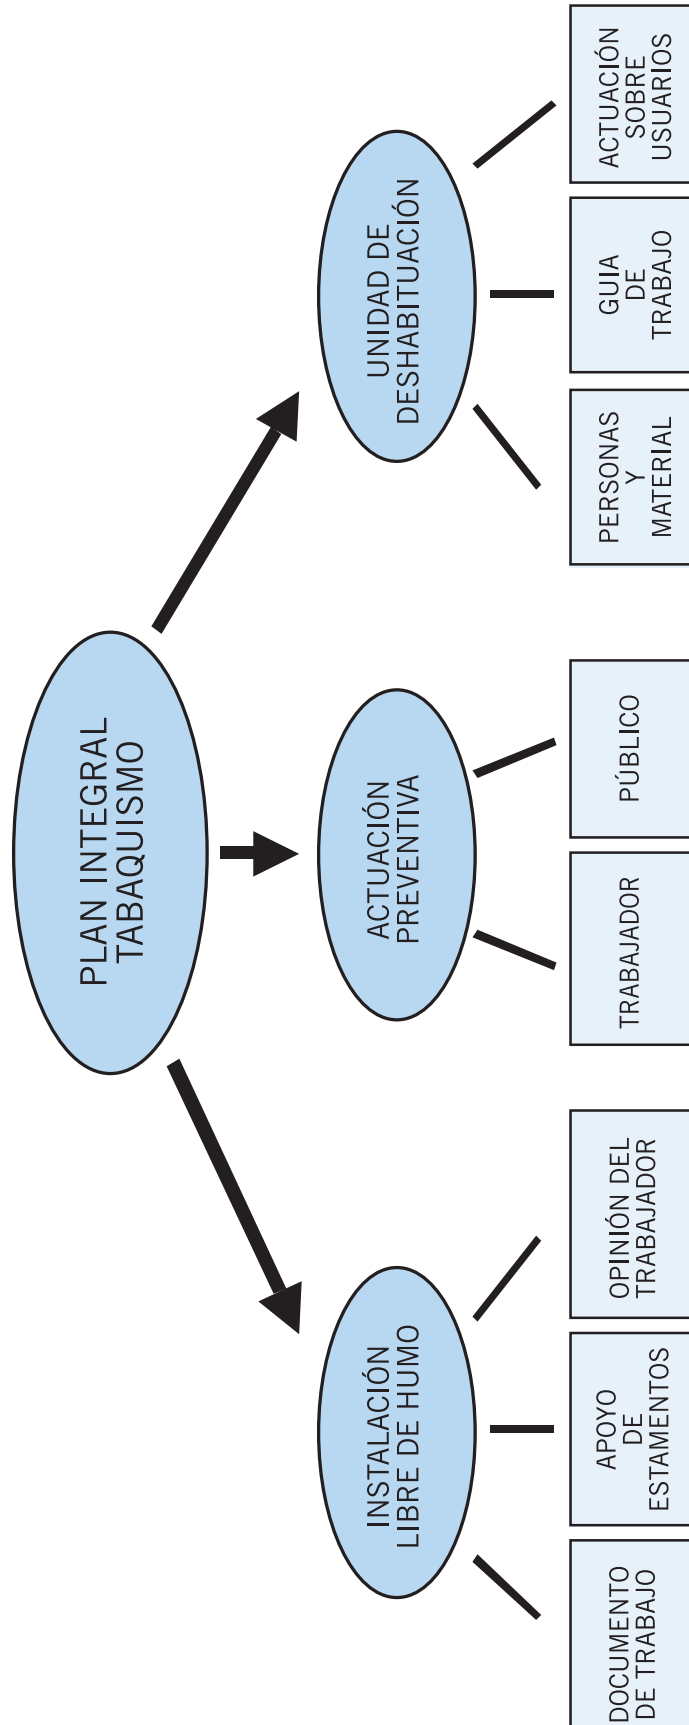 PLAN INTEGRAL
TABAQUISMO
INSTALACIÓN
LIBRE DE HUMO
ACTUACIÓN
PREVENTIVA
UNIDAD DE
DESHABITUACIÓN
DOCUMENTO
DE TRABAJO
APOYO
DE
ESTAMENTOS
OPINIÓN DEL
TRABAJADOR
TRABAJADOR
PÚBLICO
PERSONAS
Y
MATERIAL
GUIA
DE
TRABAJO
ACTUACIÓN
SOBRE
USUARIOS